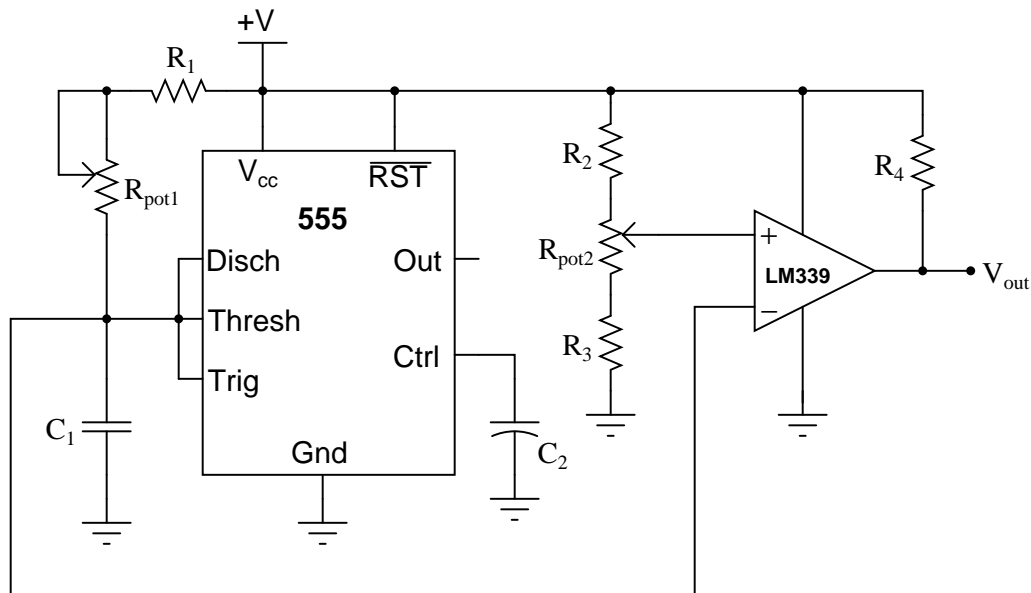 +V
R1
Rpot1
Vcc
RST
555
Disch
Out
Thresh
Ctrl
Trig
Gnd
C1
C2
R2
Rpot2
R3
R4
+
LM339
−
Vout